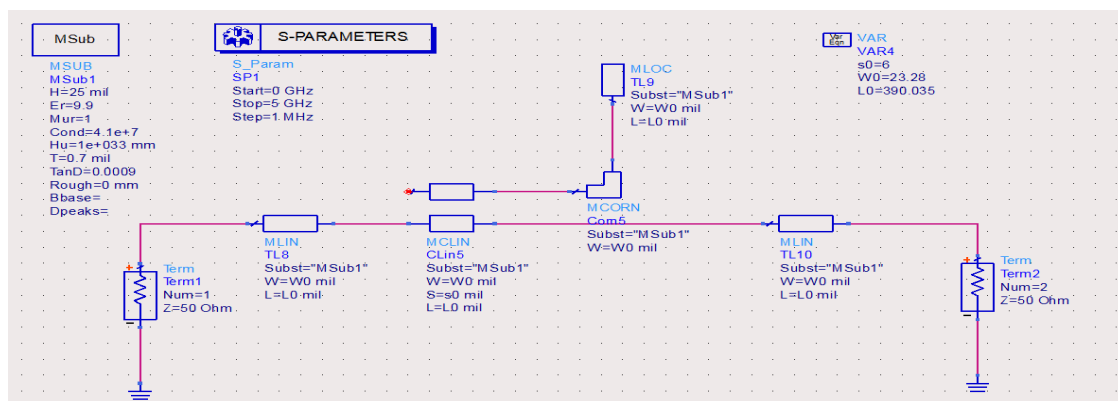 MSub
MSUB
MSub1
H=25 mil
Er=9.9
Mur=1
Cond=4.1e+7
Hu=1e+033 mm
T=0.7 mil
TanD=0.0009
Rough=0 mm
Bbase=
Dpeaks=
S-PARAMETERS
S_Param
SP1
Start=0 GHz
Stop=5 GHz
Step=1 MHz
Var
Eqn
VAR
VAR4
s0=6
W0=23.28
L0=390.035
MLOC
TL9
Subst="MSub1"
W=W0 mil
L=L0 mil
MCORN
Corn5
Subst="MSub1"
W=W0 mil
Term
Term1
Num=1
Z=50 Ohm
MLIN
TL8
Subst="MSub1"
W=W0 mil
L=L0 mil
MCLIN
CLin5
Subst="MSub1"
W=W0 mil
S=s0 mil
L=L0 mil
MLIN
TL10
Subst="MSub1"
W=W0 mil
L=L0 mil
Term
Term2
Num=2
Z=50 Ohm